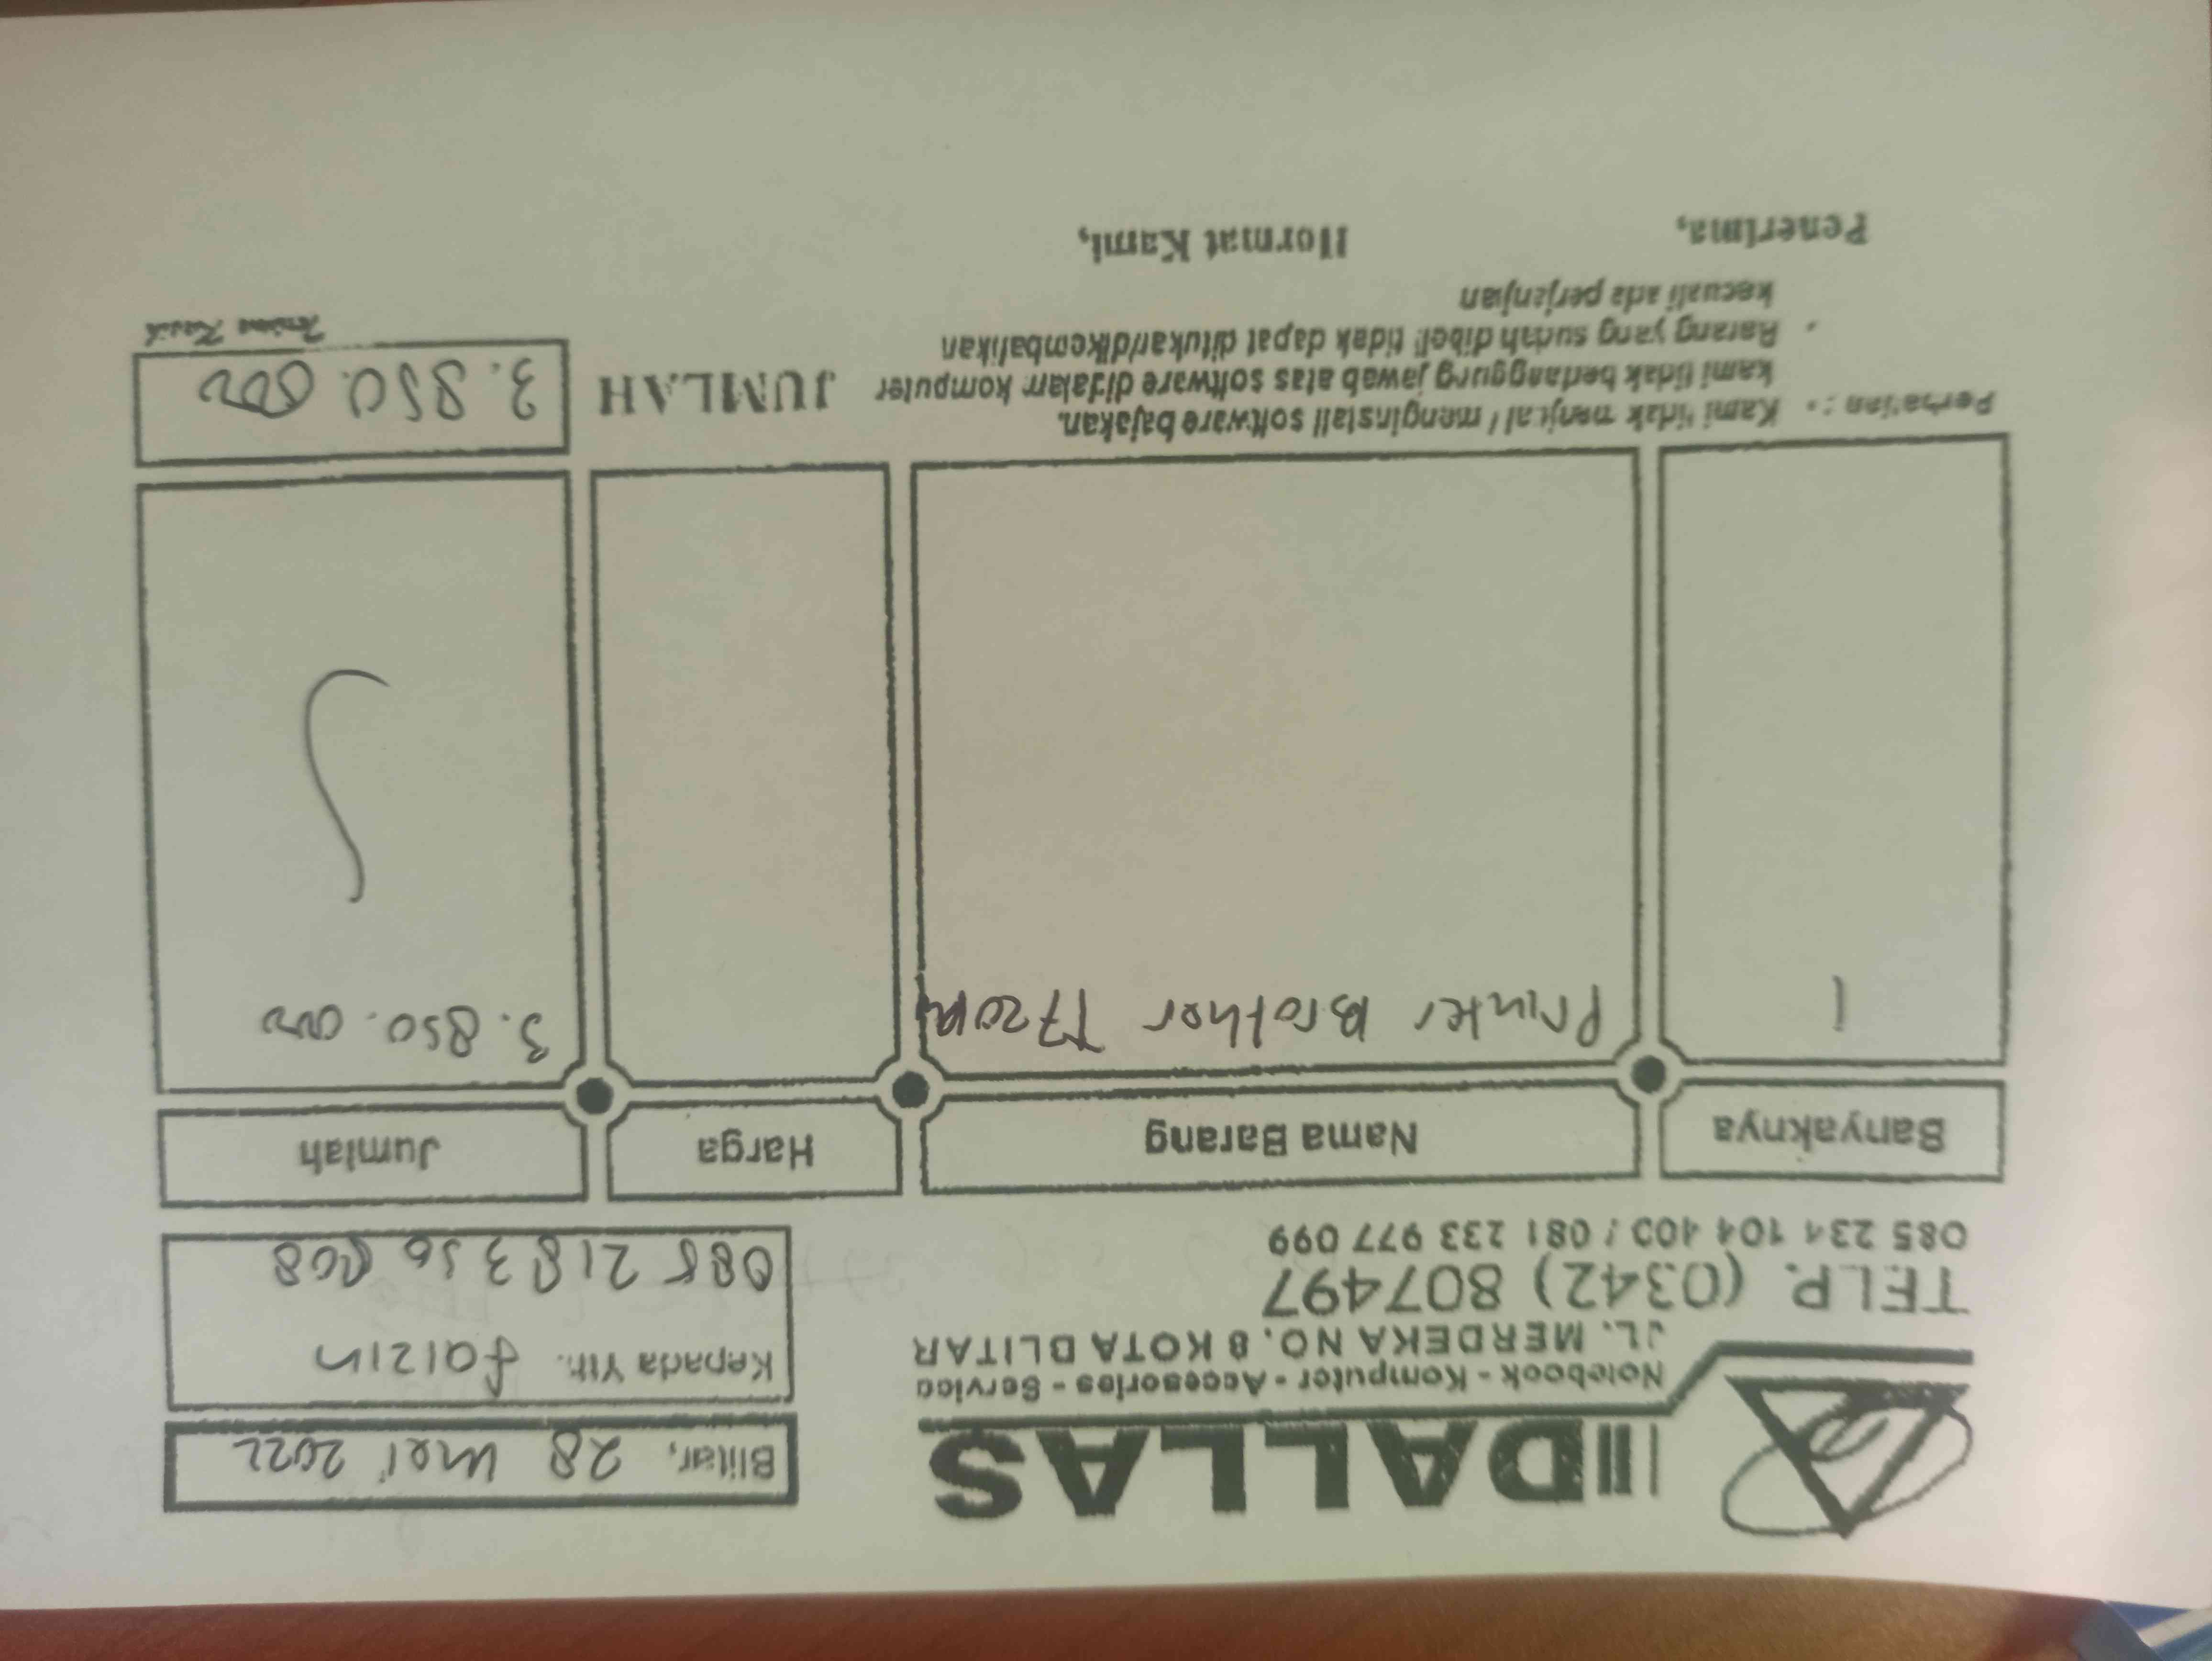 DALLAS
Notebook - Komputer - Accesories - Service
JL. MERDEKA NO. 8 KOTA BLITAR
TELP. (0342) 807497
085 234 104 400 / 081 233 977 099
Blitar, 28 Mei 2022
Kepada Yth. faizin
085 218 350 808
Banyaknya Nama Barang Harga Jumlah
1 Printer Brother T720DW 3.850.000
Perhatian : • Kami tidak menjual / menginstall software bajakan.
kami tidak bertanggung jawab atas software didalam komputer
• Barang yang sudah dibeli tidak dapat ditukar/dikembalikan
kecuali ada perjanjian
JUMLAH 3.850.000
Terima Kasih
Penerima, Hormat Kami,